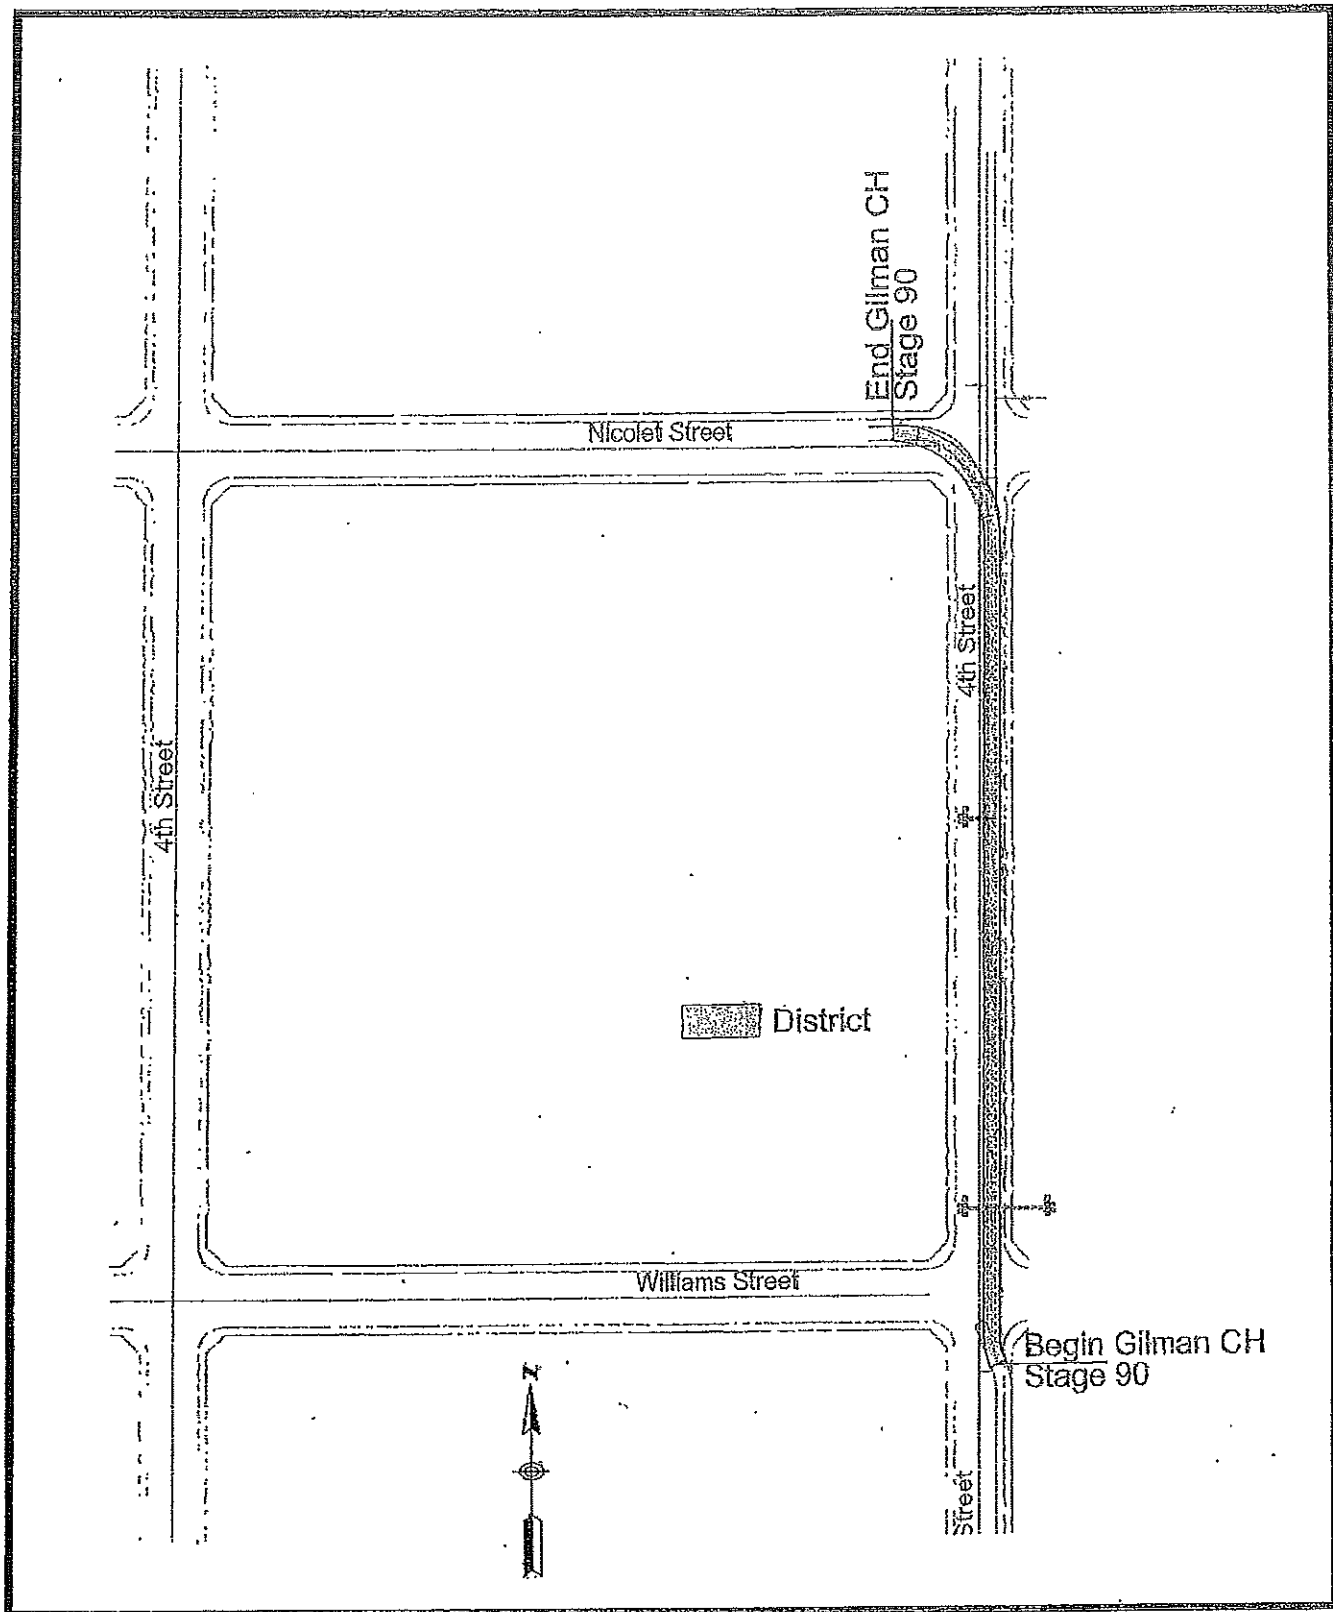 End Gilman CH
Stage 90
Nicolet Street
4th Street
4th Street
District
Williams Street
Begin Gilman CH
Stage 90
Street
N